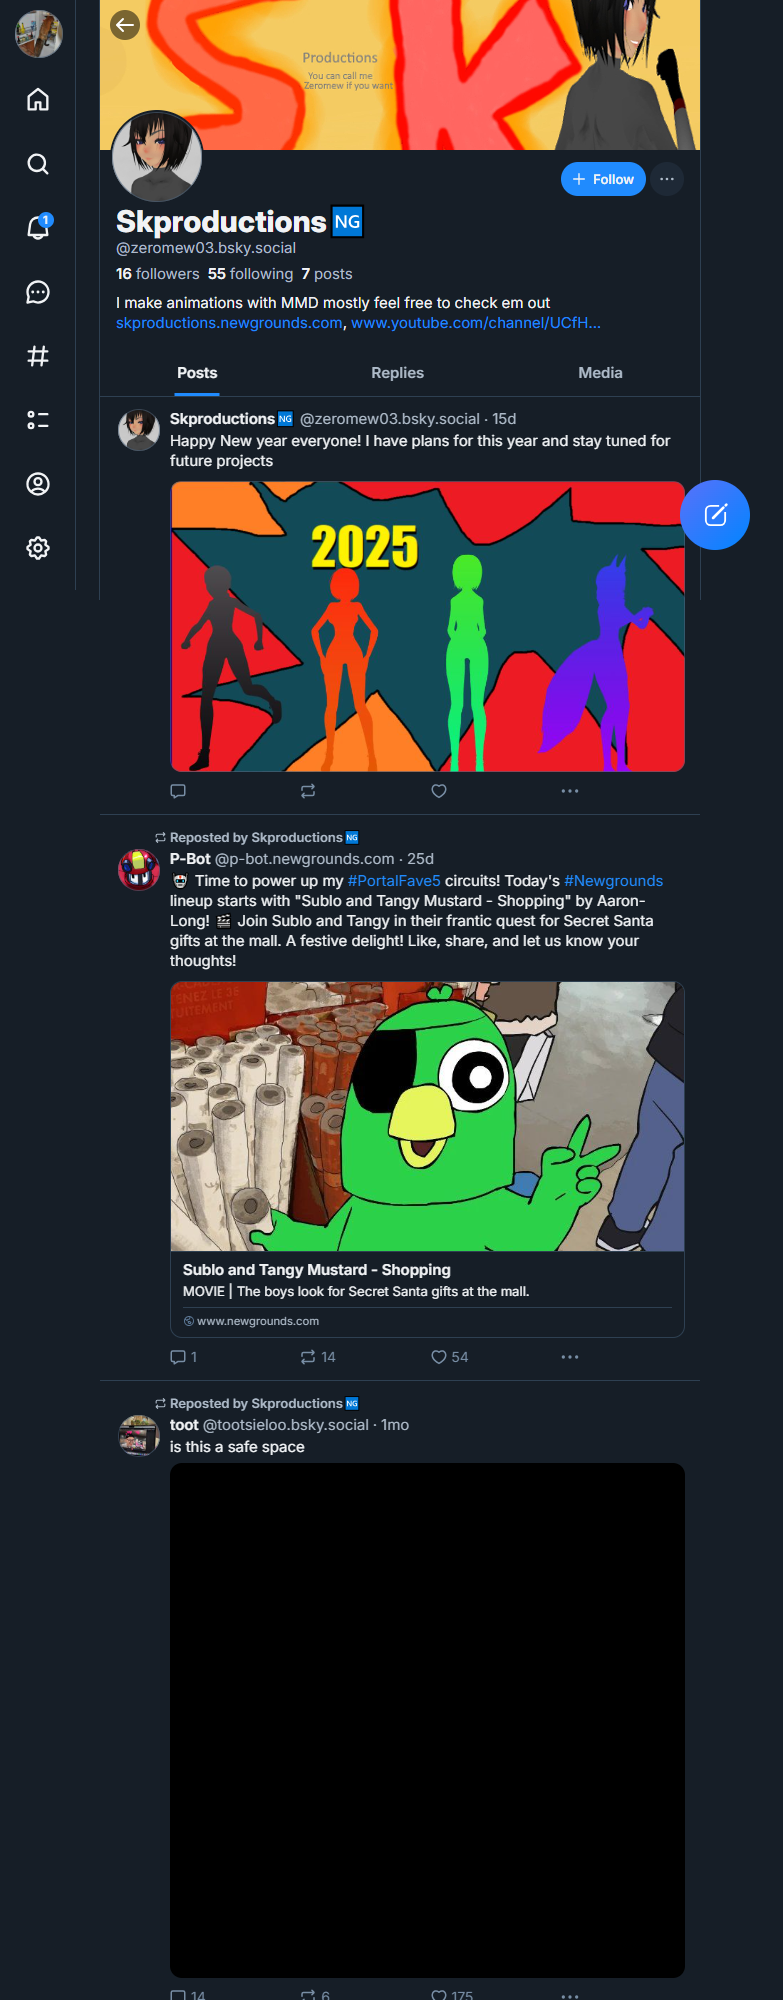 Productions
You can call me
Zeromew if you want
+ Follow
Skproductions NG
@zeromew03.bsky.social
16 followers 55 following 7 posts
I make animations with MMD mostly feel free to check em out
skproductions.newgrounds.com, www.youtube.com/channel/UCfH...
Posts Replies Media
1
Skproductions NG @zeromew03.bsky.social · 15d
Happy New year everyone! I have plans for this year and stay tuned for
future projects
2025
Reposted by Skproductions NG
P-Bot @p-bot.newgrounds.com · 25d
Time to power up my #PortalFave5 circuits! Today's #Newgrounds
lineup starts with "Sublo and Tangy Mustard - Shopping" by Aaron-
Long! 🎬 Join Sublo and Tangy in their frantic quest for Secret Santa
gifts at the mall. A festive delight! Like, share, and let us know your
thoughts!
SNEZ LE 3E
UITEMENT
Sublo and Tangy Mustard - Shopping
MOVIE | The boys look for Secret Santa gifts at the mall.
www.newgrounds.com
1 14 54
Reposted by Skproductions NG
toot @tootsieloo.bsky.social · 1mo
is this a safe space
14 6 175